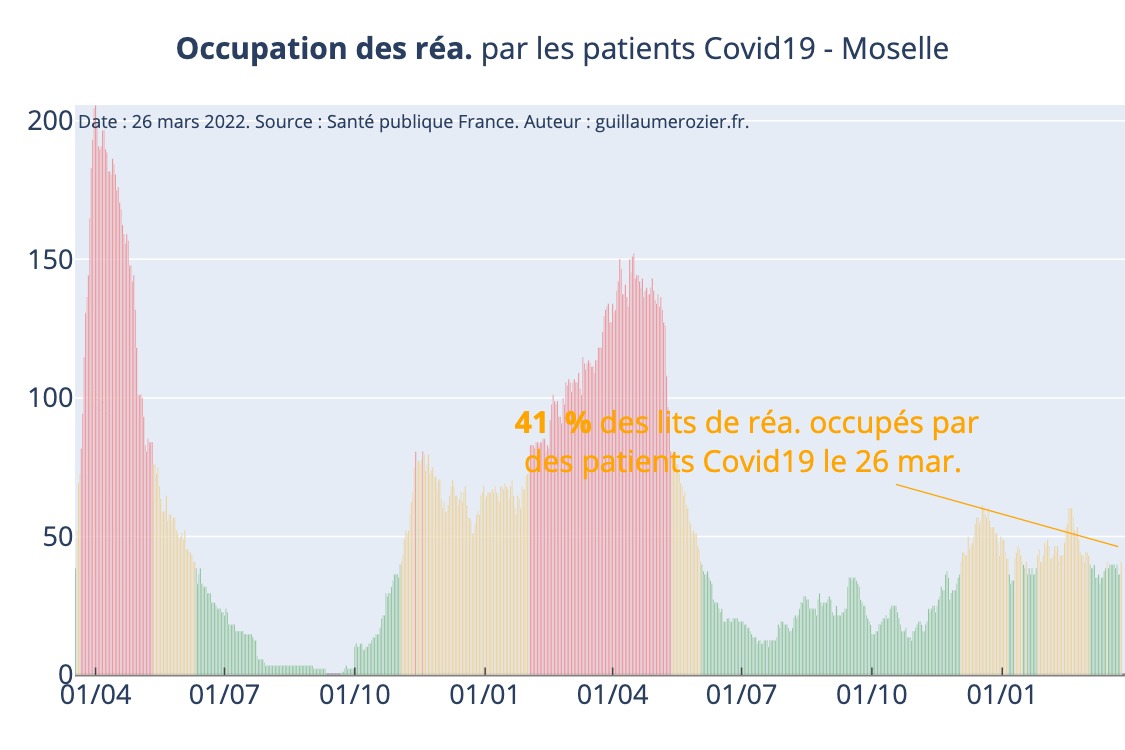 Occupation des réa. par les patients Covid19 - Moselle
200
Date : 26 mars 2022. Source : Santé publique France. Auteur : guillaumerozier.fr.
150
100
41 % des lits de réa. occupés par
des patients Covid19 le 26 mar.
50
0
01/04 01/07 01/10 01/01 01/04 01/07 01/10 01/01